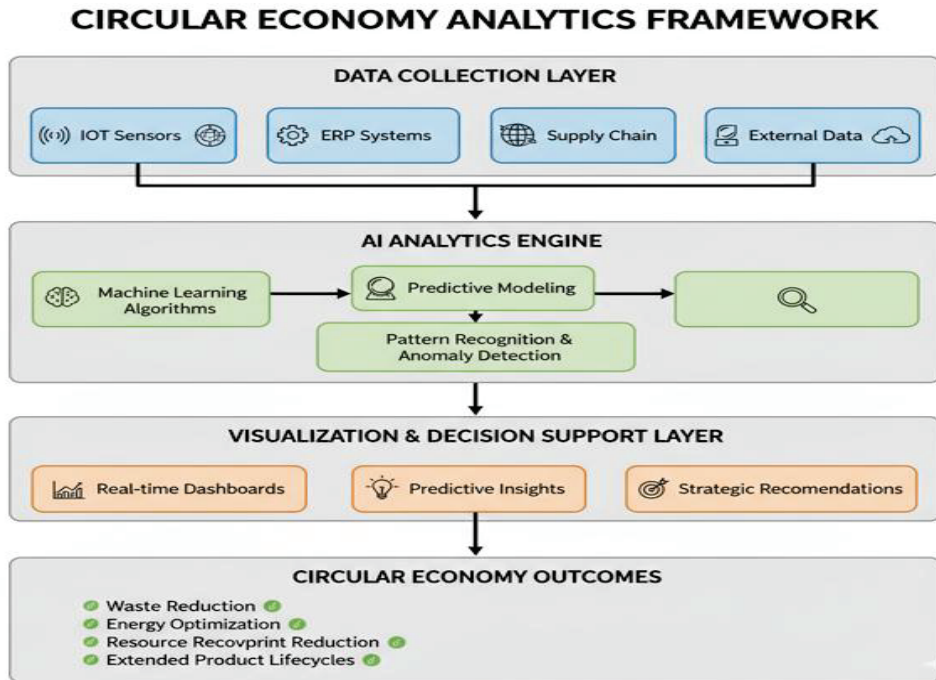 CIRCULAR ECONOMY ANALYTICS FRAMEWORK
DATA COLLECTION LAYER
IOT Sensors
ERP Systems
Supply Chain
External Data
AI ANALYTICS ENGINE
Machine Learning
Algorithms
Predictive Modeling
Pattern Recognition &
Anomaly Detection
VISUALIZATION & DECISION SUPPORT LAYER
Real-time Dashboards
Predictive Insights
Strategic Recomendations
CIRCULAR ECONOMY OUTCOMES
Waste Reduction
Energy Optimization
Resource Recovprint Reduction
Extended Product Lifecycles